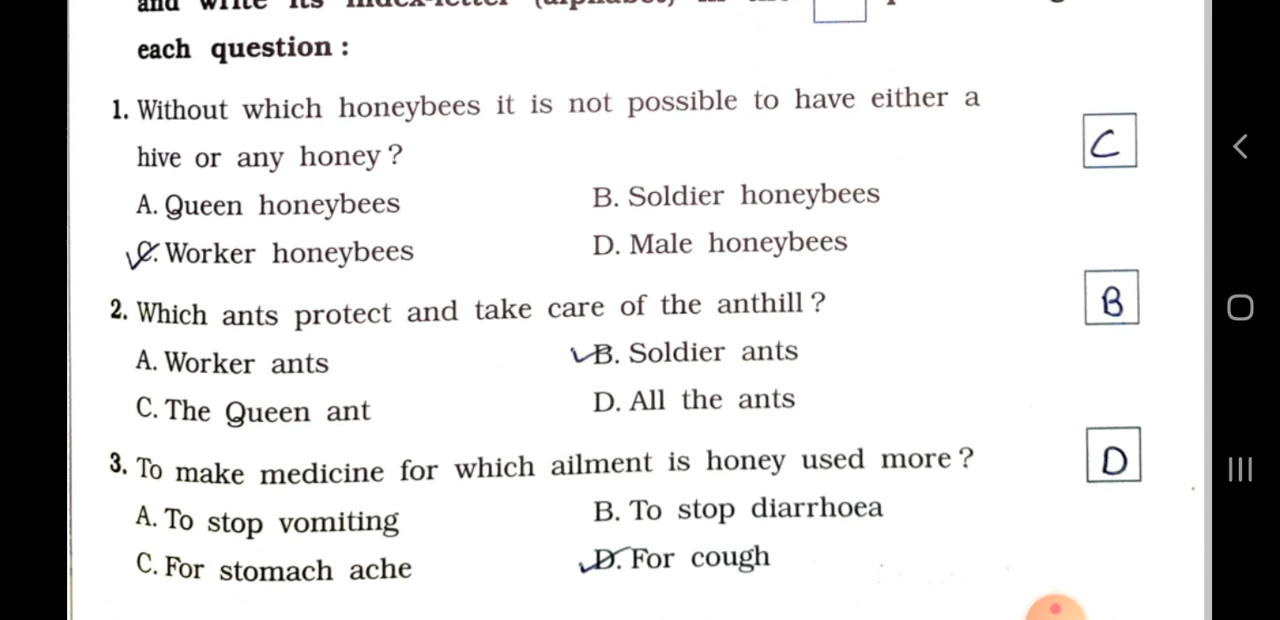 each question :
1. Without which honeybees it is not possible to have either a
hive or any honey ?
C
A. Queen honeybees B. Soldier honeybees
C. Worker honeybees D. Male honeybees
2. Which ants protect and take care of the anthill ?
B
A. Worker ants B. Soldier ants
C. The Queen ant D. All the ants
3. To make medicine for which ailment is honey used more ?
D
A. To stop vomiting B. To stop diarrhoea
C. For stomach ache D. For cough